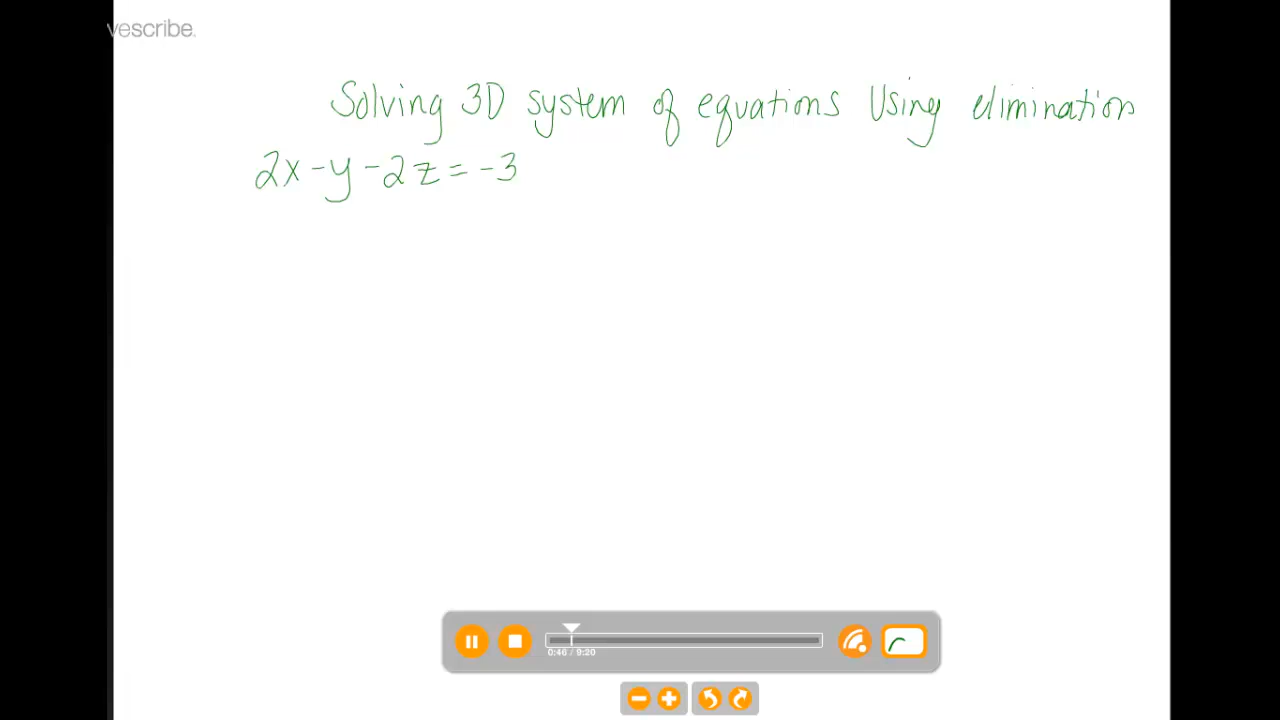 vescribe.
Solving 3D system of equations Using elimination
2x - y - 2z = -3
0:46 / 9:20